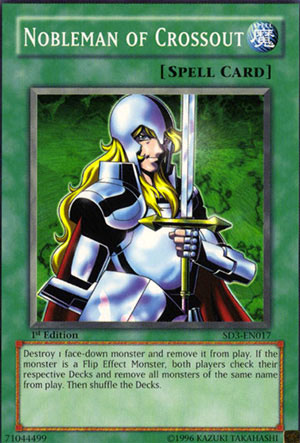 NOBLEMAN OF CROSSOUT
魔
[SPELL CARD]
1st Edition
SD3-EN017
Destroy 1 face-down monster and remove it from play. If the
monster is a Flip Effect Monster, both players check their
respective Decks and remove all monsters of the same name
from play. Then shuffle the Decks.
71044499
©1996 KAZUKI TAKAHASHI